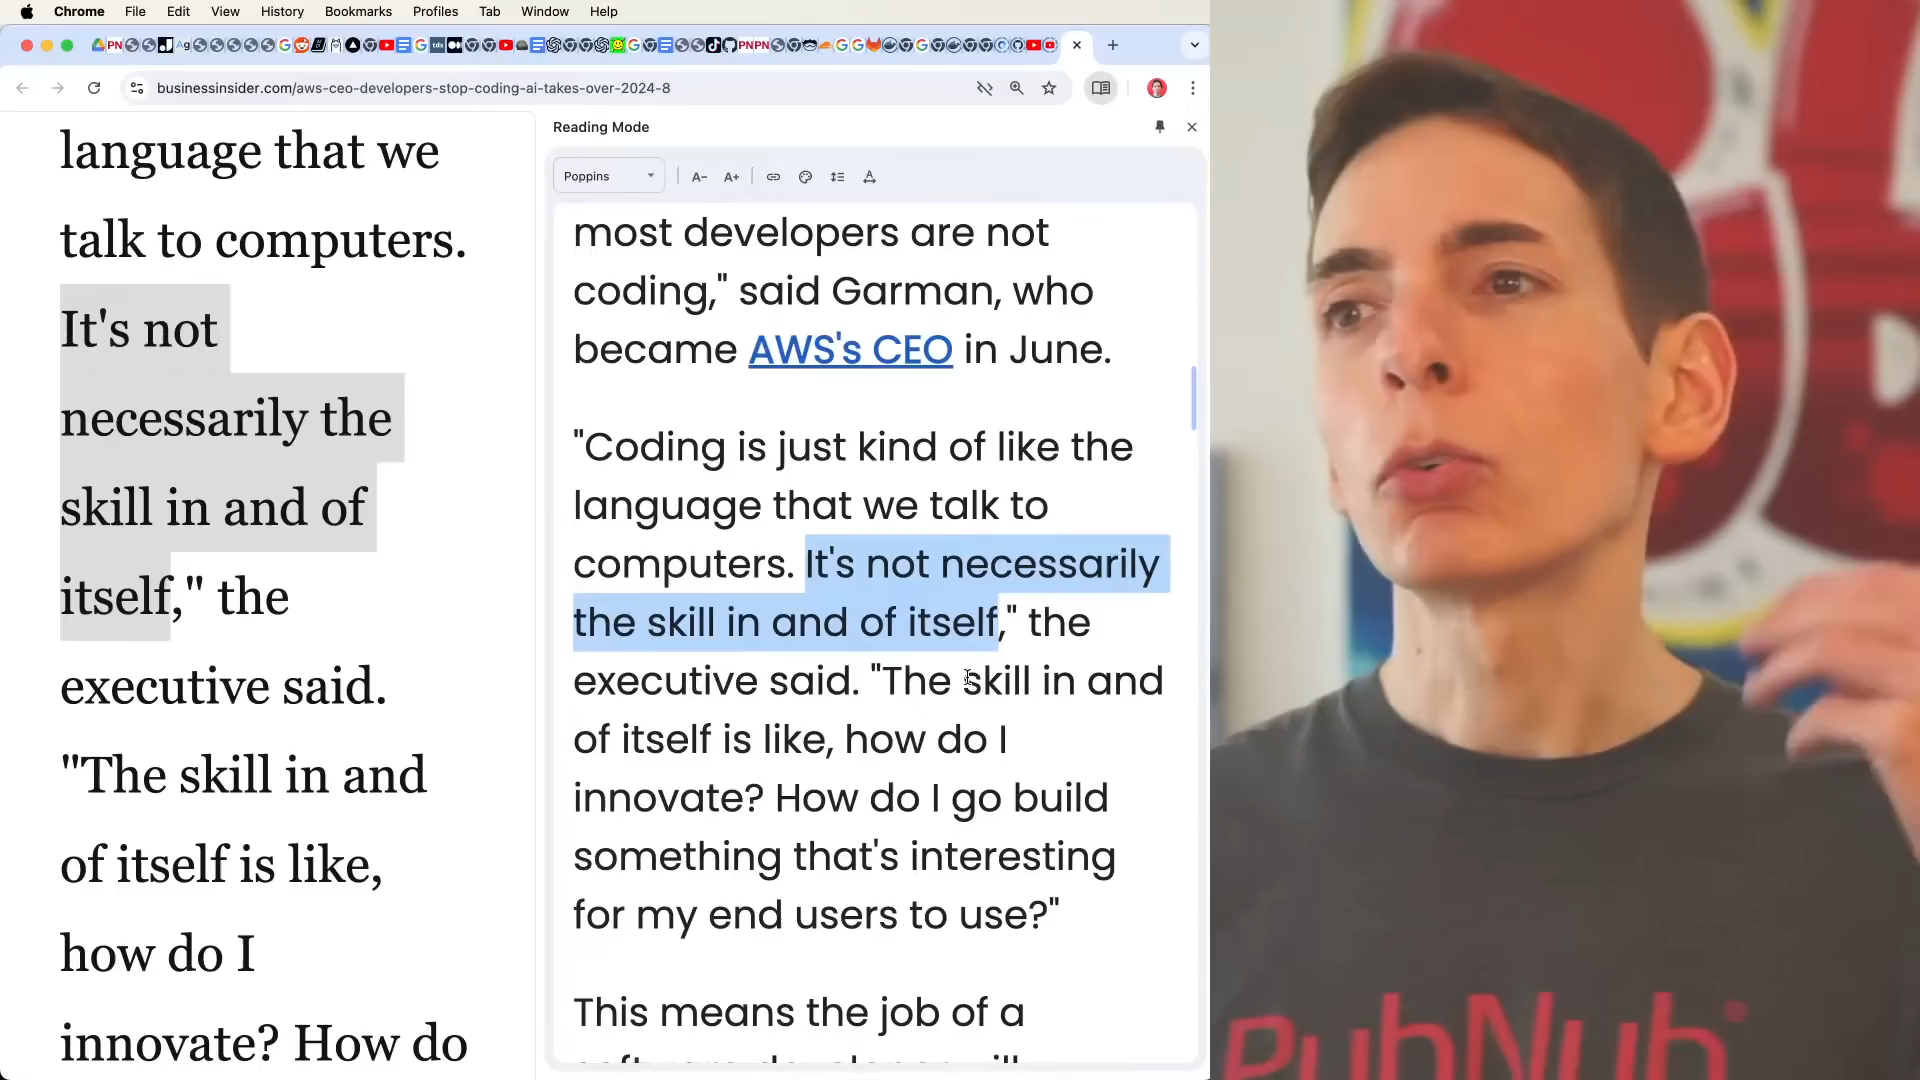 Chrome File Edit View History Bookmarks Profiles Tab Window Help
businessinsider.com/aws-ceo-developers-stop-coding-ai-takes-over-2024-8
language that we
talk to computers.
It's not
necessarily the
skill in and of
itself," the
executive said.
"The skill in and
of itself is like,
how do I
innovate? How do
Reading Mode
Poppins
A- A+
most developers are not
coding," said Garman, who
became AWS's CEO in June.
"Coding is just kind of like the
language that we talk to
computers. It's not necessarily
the skill in and of itself," the
executive said. "The skill in and
of itself is like, how do I
innovate? How do I go build
something that's interesting
for my end users to use?"
This means the job of a
software developer will
PubNub